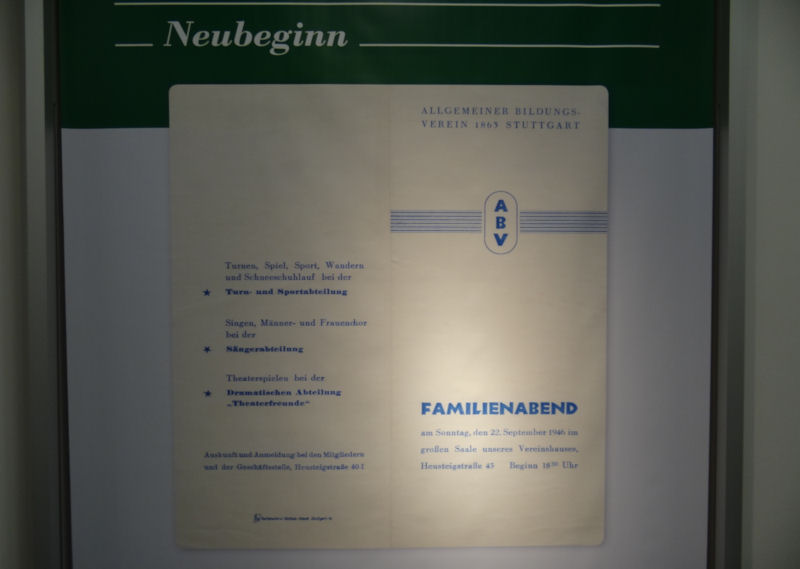 Neubeginn
Turnen, Spiel, Sport, Wandern
und Schneeschuhlauf bei der
★ Turn- und Sportabteilung
Singen, Männer- und Frauenchor
bei der
★ Sängerabteilung
Theaterspielen bei der
★ Dramatischen Abteilung
„Theaterfreunde“
Auskunft und Anmeldung bei den Mitgliedern
und der Geschäftsstelle, Heusteigstraße 40 I
ALLGEMEINER BILDUNGS-
VEREIN 1863 STUTTGART
A
B
V
FAMILIENABEND
am Sonntag, den 22. September 1946 im
großen Saale unseres Vereinshauses,
Heusteigstraße 45 Beginn 18³⁰ Uhr